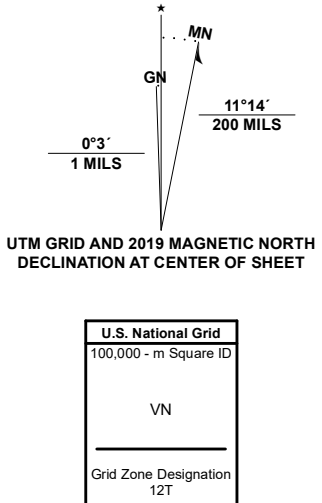 ★
MN
GN
11°14´
200 MILS
0°3´
1 MILS
UTM GRID AND 2019 MAGNETIC NORTH
DECLINATION AT CENTER OF SHEET
U.S. National Grid
100,000 - m Square ID
VN
Grid Zone Designation
12T